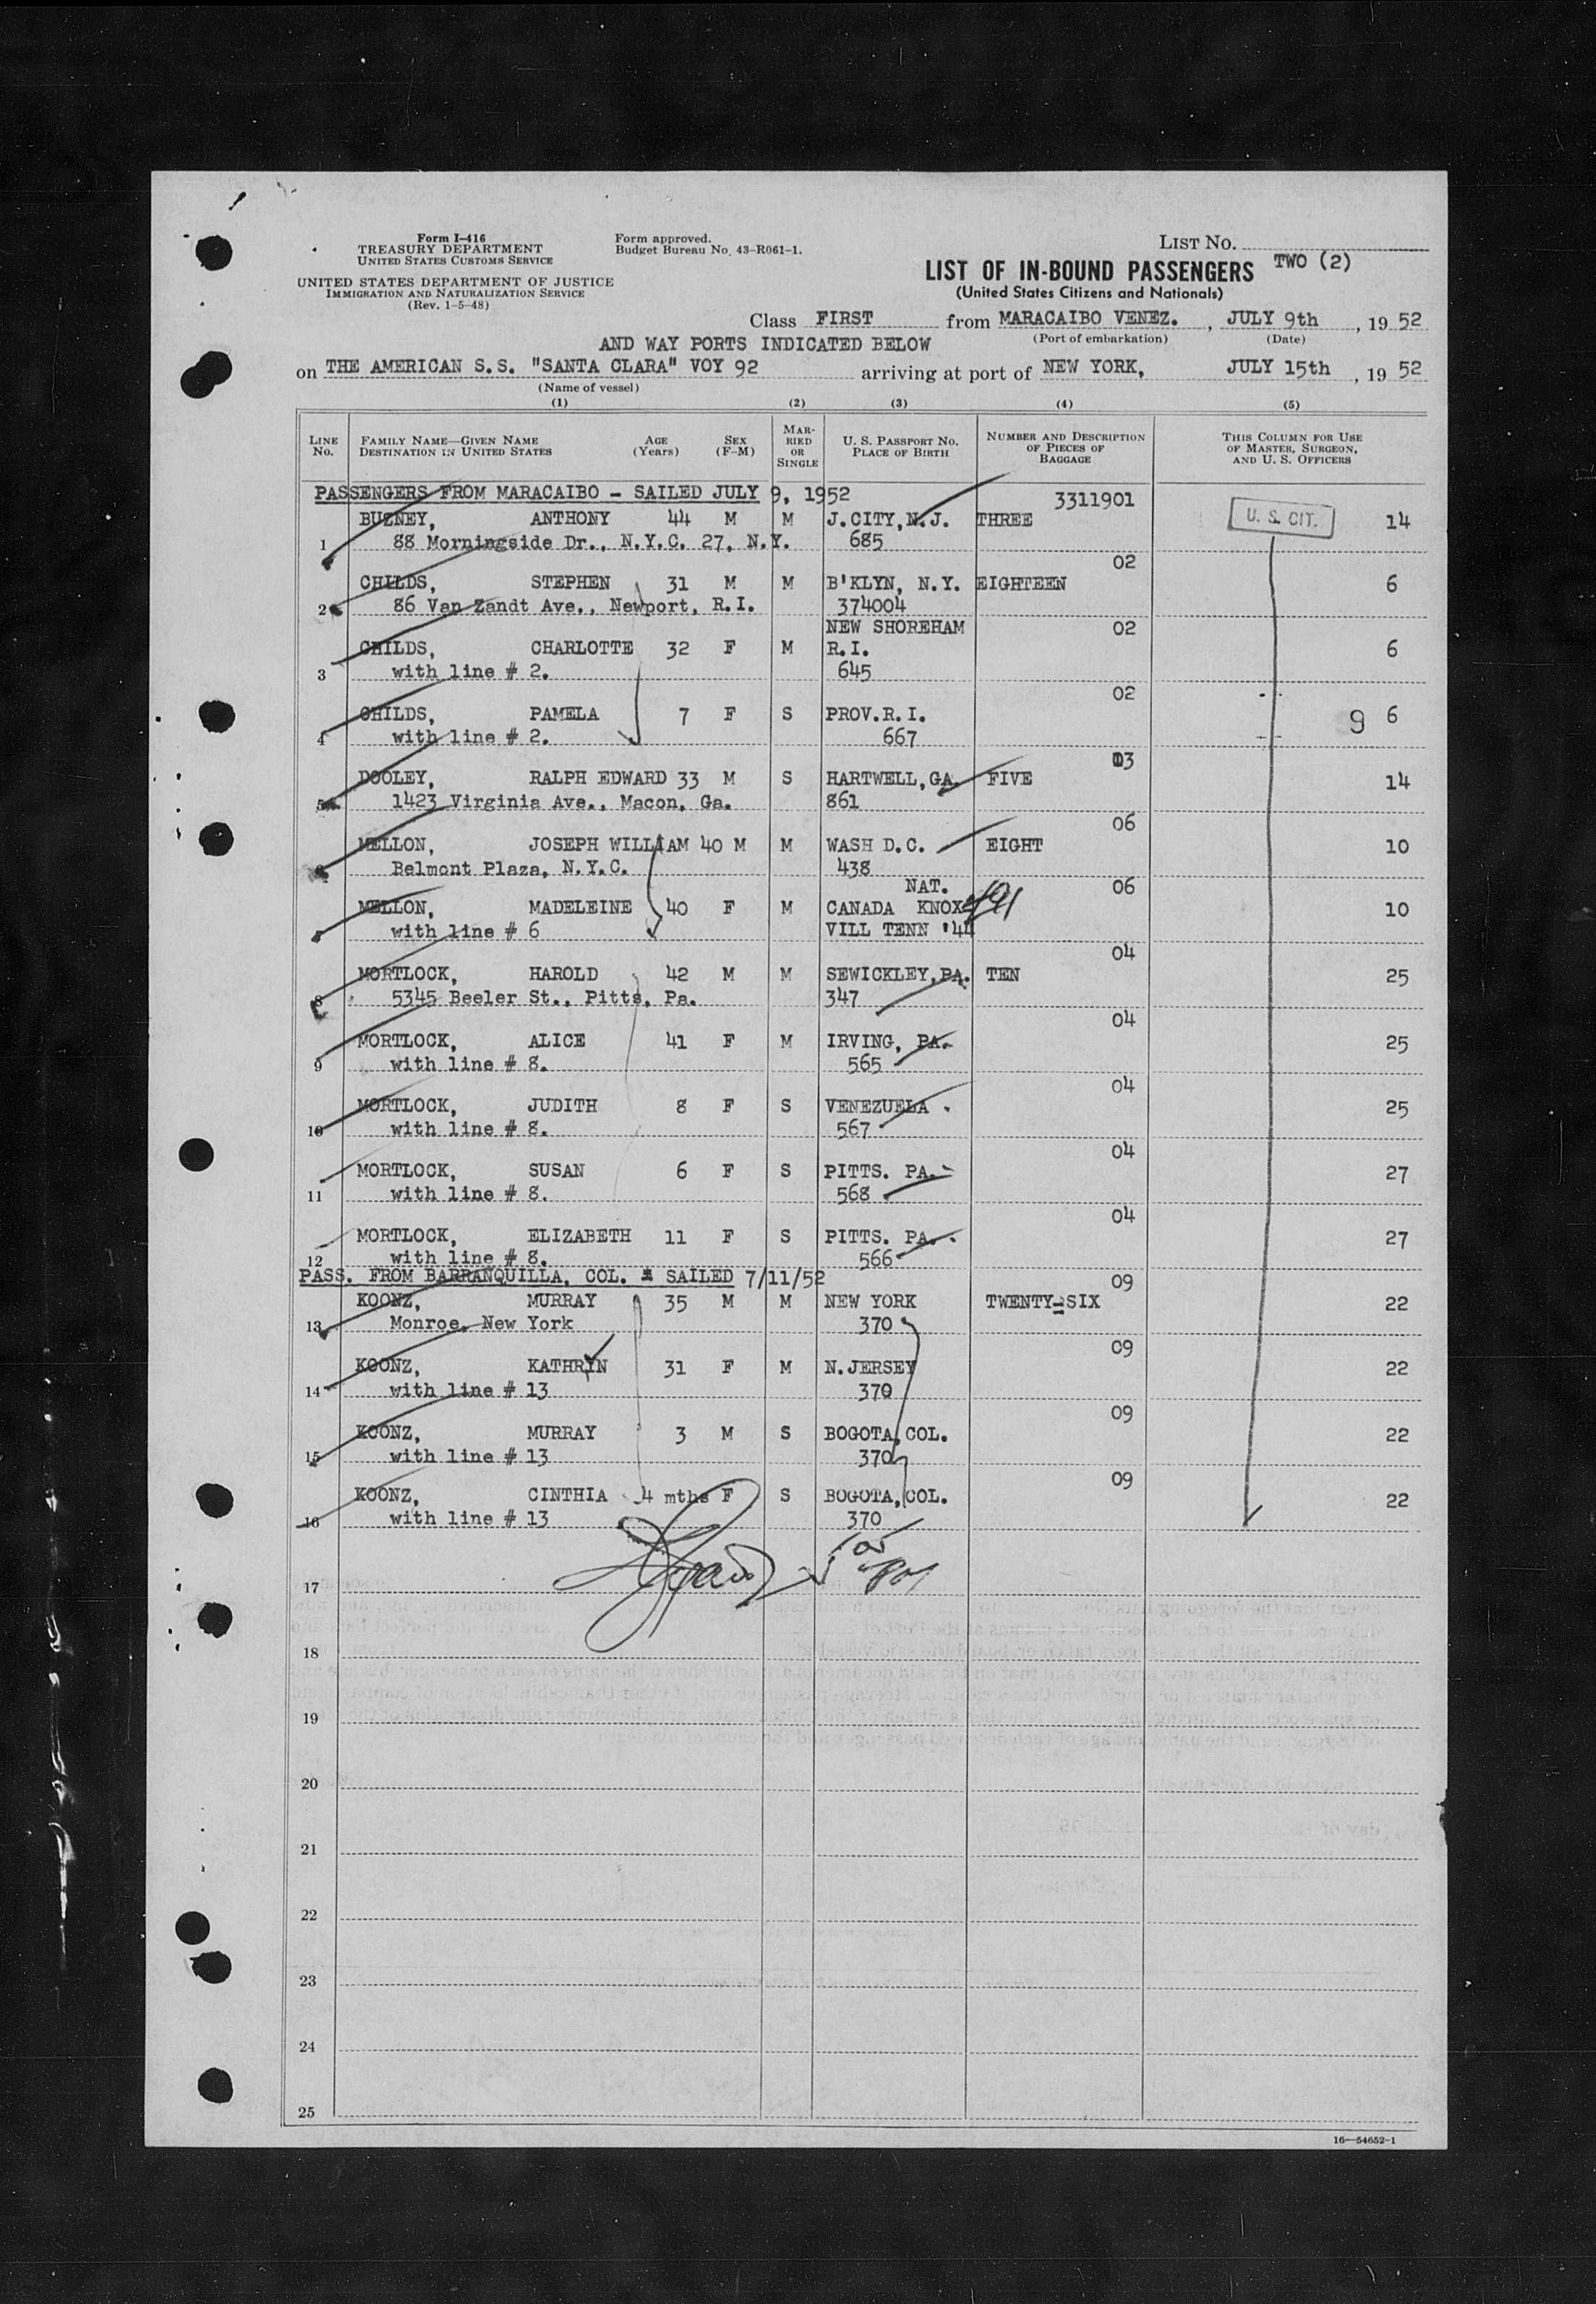 Form I-416
TREASURY DEPARTMENT
UNITED STATES CUSTOMS SERVICE
UNITED STATES DEPARTMENT OF JUSTICE
IMMIGRATION AND NATURALIZATION SERVICE
(Rev. 1-5-48)
Form approved.
Budget Bureau No. 43-R061-1.
LIST NO.
TWO (2)
LIST OF IN-BOUND PASSENGERS
(United States Citizens and Nationals)
Class FIRST from MARACAIBO VENEZ. , JULY 9th , 19 52
AND WAY PORTS INDICATED BELOW (Port of embarkation) (Date)
on THE AMERICAN S.S. "SANTA CLARA" VOY 92 arriving at port of NEW YORK, JULY 15th , 19 52
(Name of vessel)
(1) (2) (3) (4) (5)
LINE No. FAMILY NAME—GIVEN NAME DESTINATION IN UNITED STATES AGE (Years) SEX (F-M) MARRIED OR SINGLE U. S. PASSPORT NO. PLACE OF BIRTH NUMBER AND DESCRIPTION OF PIECES OF BAGGAGE THIS COLUMN FOR USE OF MASTER, SURGEON, AND U. S. OFFICERS
PASSENGERS FROM MARACAIBO - SAILED JULY 9, 1952 3311901
BUZNEY, ANTHONY 44 M M J.CITY,N.J. THREE U. S. CIT. 14
1 88 Morningside Dr., N.Y.C. 27, N.Y. 685
02
CHILDS, STEPHEN 31 M M B'KLYN, N.Y. EIGHTEEN 6
2 86 Van Zandt Ave., Newport, R.I. 374004
NEW SHOREHAM 02
CHILDS, CHARLOTTE 32 F M R.I. 6
3 with line # 2. 645
02
CHILDS, PAMELA 7 F S PROV.R.I. 9 6
4 with line # 2. 667
03
DOOLEY, RALPH EDWARD 33 M S HARTWELL,GA. FIVE 14
5 1423 Virginia Ave., Macon, Ga. 861
06
MELLON, JOSEPH WILLIAM 40 M M WASH D.C. EIGHT 10
6 Belmont Plaza, N.Y.C. 438
NAT. 06
MELLON, MADELEINE 40 F M CANADA KNOX 10
with line # 6 VILL TENN '44
04
MORTLOCK, HAROLD 42 M M SEWICKLEY,PA. TEN 25
8 5345 Beeler St., Pitts, Pa. 347
04
MORTLOCK, ALICE 41 F M IRVING, PA. 25
9 with line # 8. 565
04
MORTLOCK, JUDITH 8 F S VENEZUELA . 25
10 with line # 8. 567
04
MORTLOCK, SUSAN 6 F S PITTS. PA. 27
11 with line # 8. 568
04
MORTLOCK, ELIZABETH 11 F S PITTS. PA. 27
12 with line # 8. 566
PASS. FROM BARRANQUILLA, COL. SAILED 7/11/52 09
KOONZ, MURRAY 35 M M NEW YORK TWENTY-SIX 22
13 Monroe, New York 370
09
KOONZ, KATHRYN 31 F M N.JERSEY 22
14 with line # 13 370
09
KOONZ, MURRAY 3 M S BOGOTA,COL. 22
15 with line # 13 370
09
KOONZ, CINTHIA 4 mths F S BOGOTA,COL. 22
16 with line # 13 370
17
18
19
20
21
22
23
24
25
16—54652-1